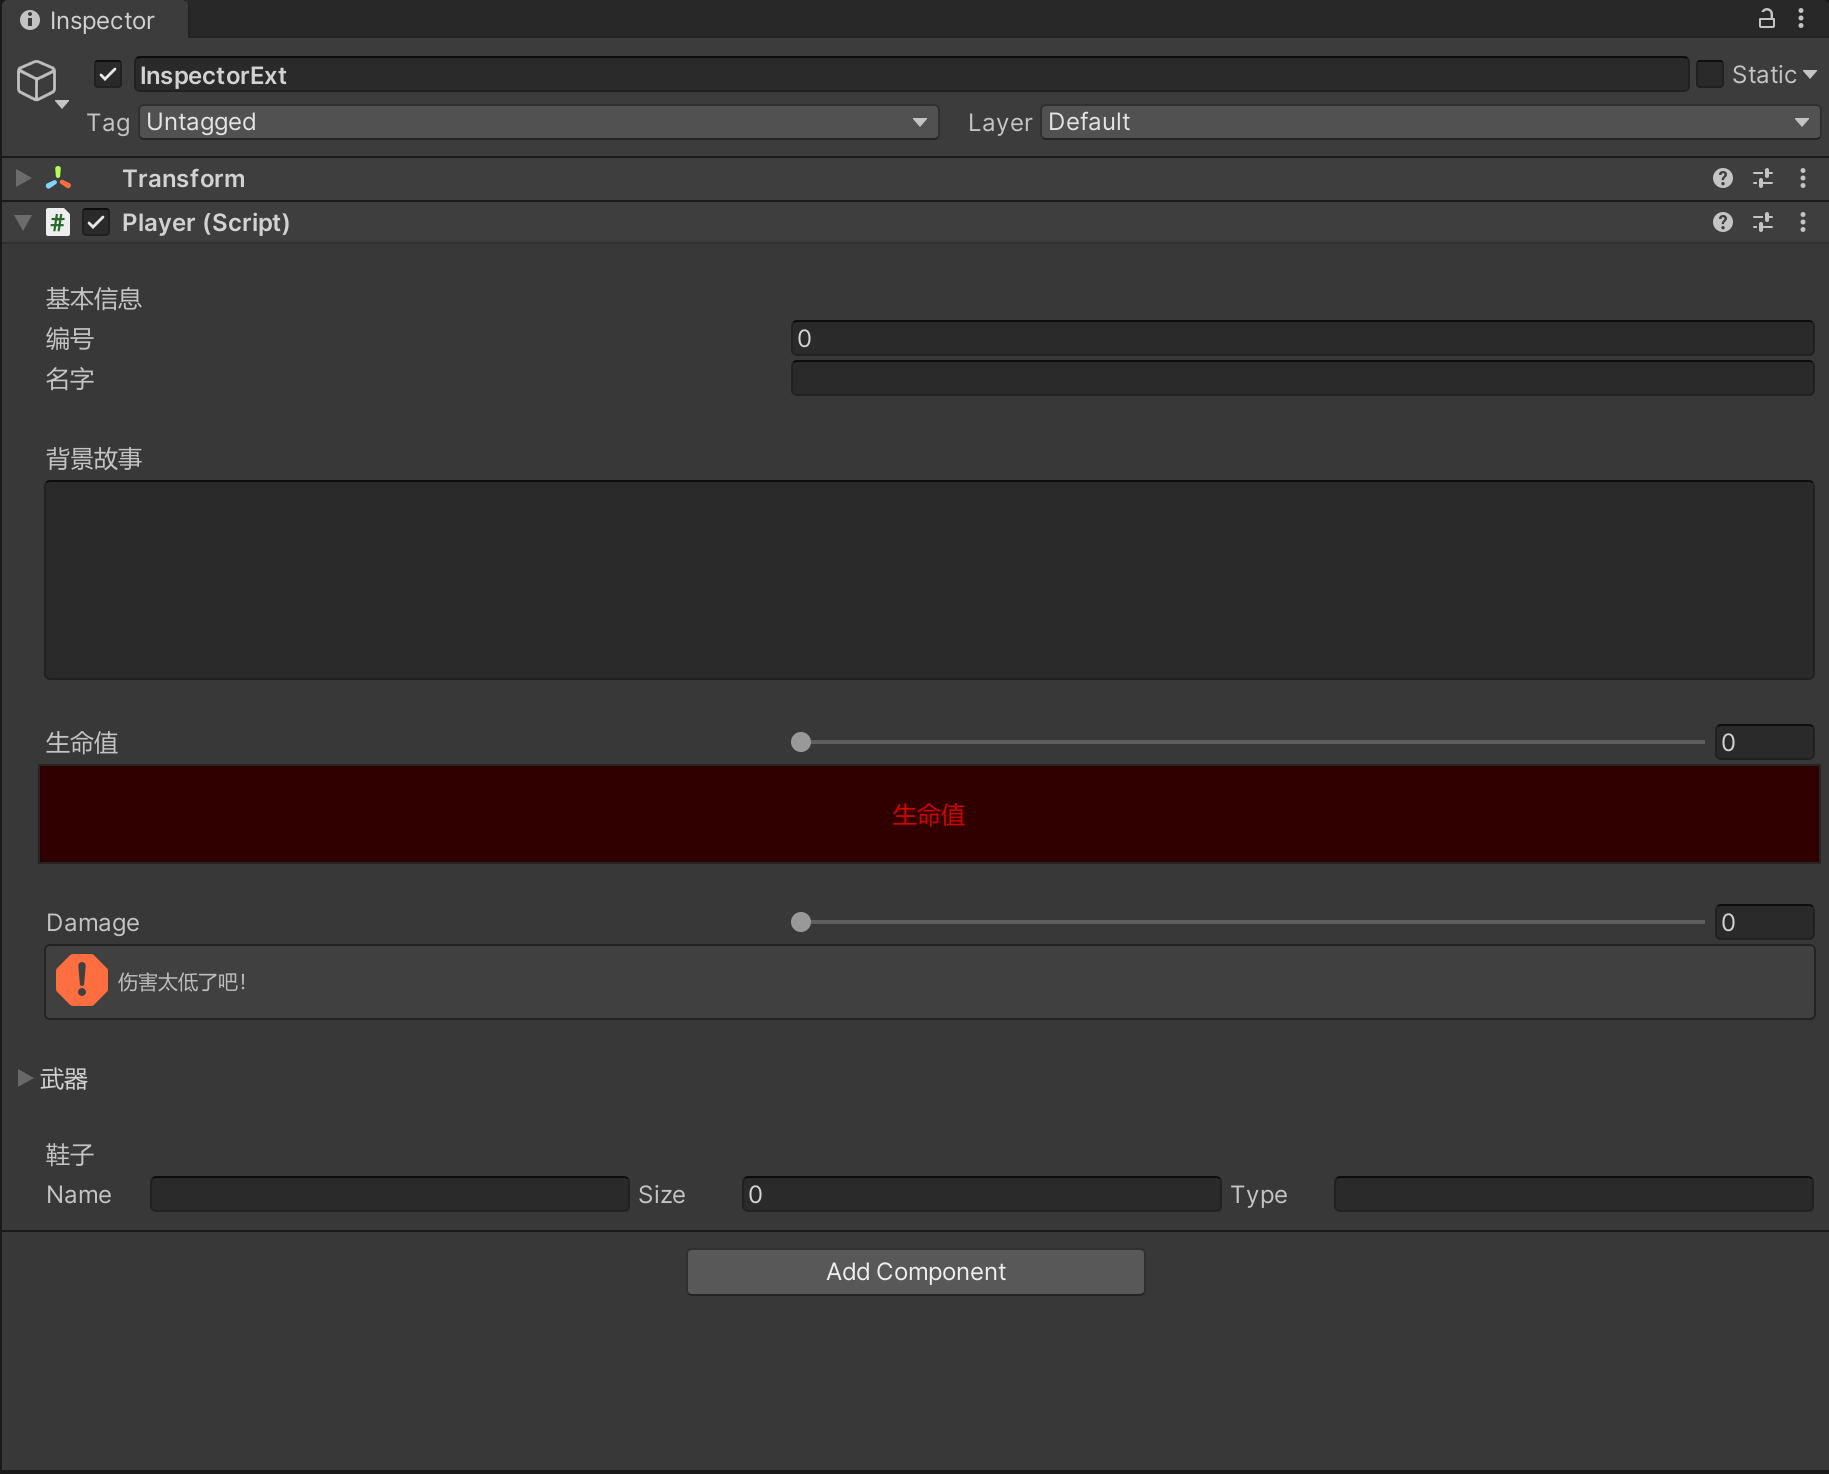 Inspector
InspectorExt
Static
Tag Untagged Layer Default
Transform
# Player (Script)
基本信息
编号 0
名字
背景故事
生命值 0
生命值
Damage 0
伤害太低了吧!
武器
鞋子
Name Size 0 Type
Add Component